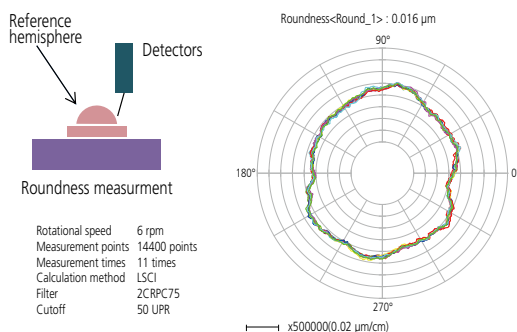 Reference
hemisphere
Detectors
Roundness measurment
Rotational speed 6 rpm
Measurement points 14400 points
Measurement times 11 times
Calculation method LSCI
Filter 2CRPC75
Cutoff 50 UPR
Roundness<Round_1> : 0.016 µm
90°
180°
0
270°
x500000(0.02 µm/cm)